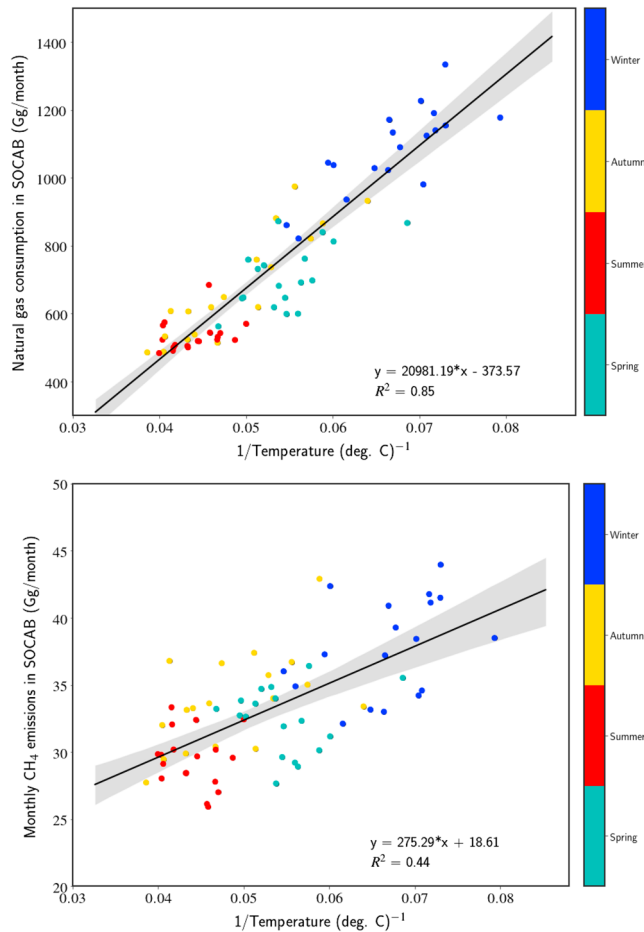 Natural gas consumption in SOCAB (Gg/month)
1400
1200
1000
800
600
400
0.03 0.04 0.05 0.06 0.07 0.08
1/Temperature (deg. C)⁻¹
y = 20981.19*x - 373.57
R² = 0.85
Winter
Autumn
Summer
Spring
Monthly CH₄ emissions in SOCAB (Gg/month)
50
45
40
35
30
25
20
0.03 0.04 0.05 0.06 0.07 0.08
1/Temperature (deg. C)⁻¹
y = 275.29*x + 18.61
R² = 0.44
Winter
Autumn
Summer
Spring